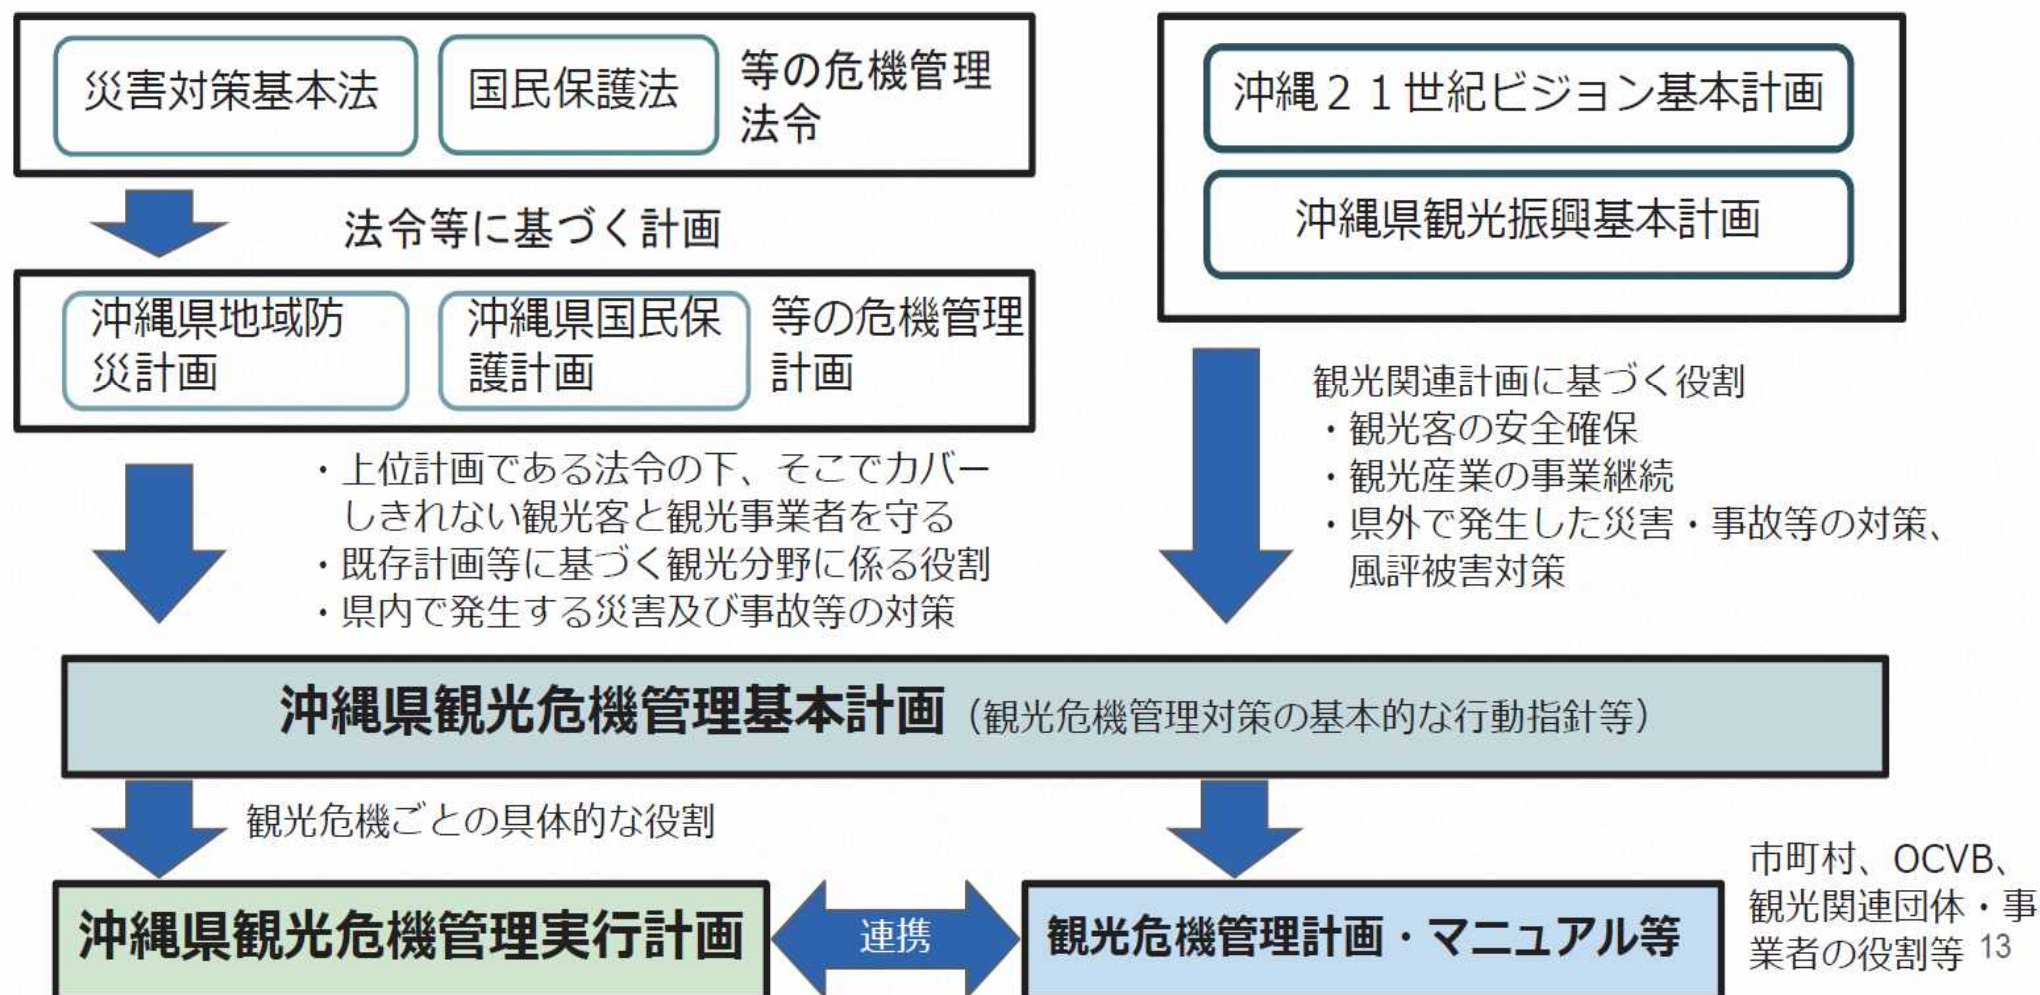 災害対策基本法
国民保護法
等の危機管理
法令
法令等に基づく計画
沖縄県地域防
災計画
沖縄県国民保
護計画
等の危機管理
計画
・上位計画である法令の下、そこでカバー
しきれない観光客と観光事業者を守る
・既存計画等に基づく観光分野に係る役割
・県内で発生する災害及び事故等の対策
沖縄２１世紀ビジョン基本計画
沖縄県観光振興基本計画
観光関連計画に基づく役割
・観光客の安全確保
・観光産業の事業継続
・県外で発生した災害・事故等の対策、
風評被害対策
沖縄県観光危機管理基本計画（観光危機管理対策の基本的な行動指針等）
観光危機ごとの具体的な役割
沖縄県観光危機管理実行計画
連携
観光危機管理計画・マニュアル等
市町村、OCVB、
観光関連団体・事
業者の役割等
13